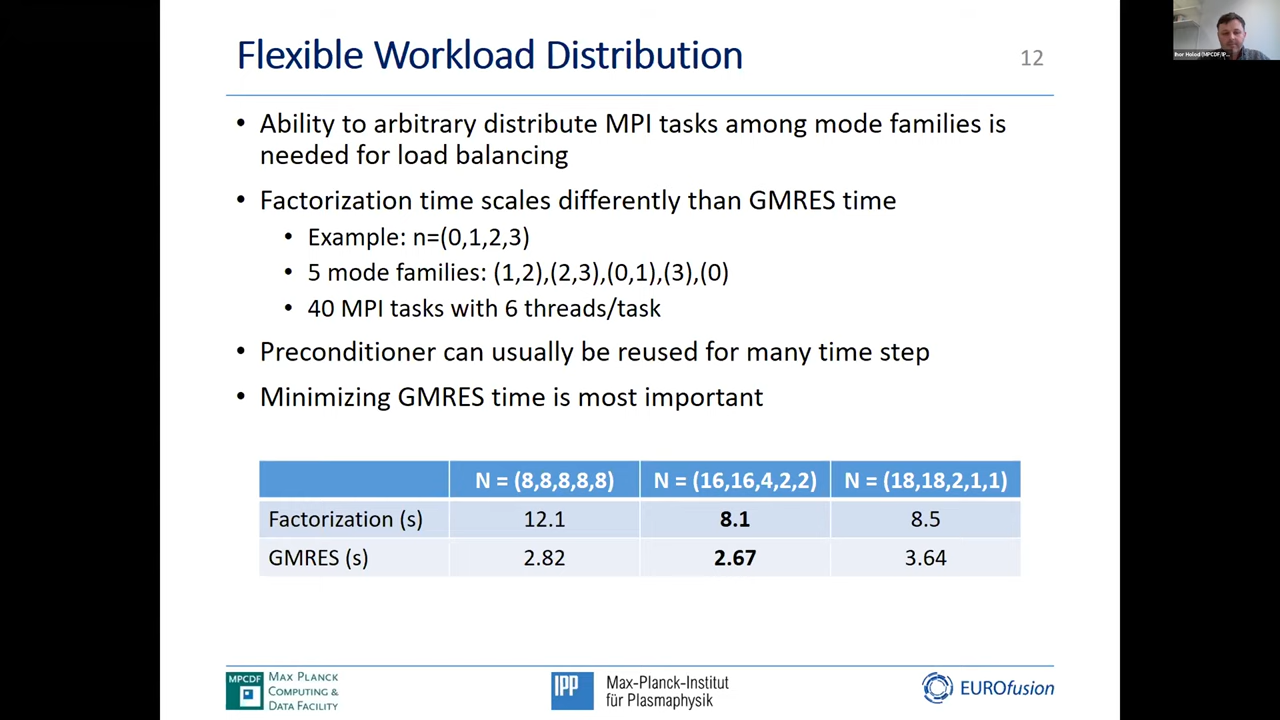 Flexible Workload Distribution
12
• Ability to arbitrary distribute MPI tasks among mode families is
needed for load balancing
• Factorization time scales differently than GMRES time
• Example: n=(0,1,2,3)
• 5 mode families: (1,2),(2,3),(0,1),(3),(0)
• 40 MPI tasks with 6 threads/task
• Preconditioner can usually be reused for many time step
• Minimizing GMRES time is most important
N = (8,8,8,8,8) N = (16,16,4,2,2) N = (18,18,2,1,1)
Factorization (s) 12.1 8.1 8.5
GMRES (s) 2.82 2.67 3.64
MPCDF
MAX PLANCK
COMPUTING &
DATA FACILITY
IPP
Max-Planck-Institut
für Plasmaphysik
EUROfusion
Ihor Holod (MPCDF/IP...